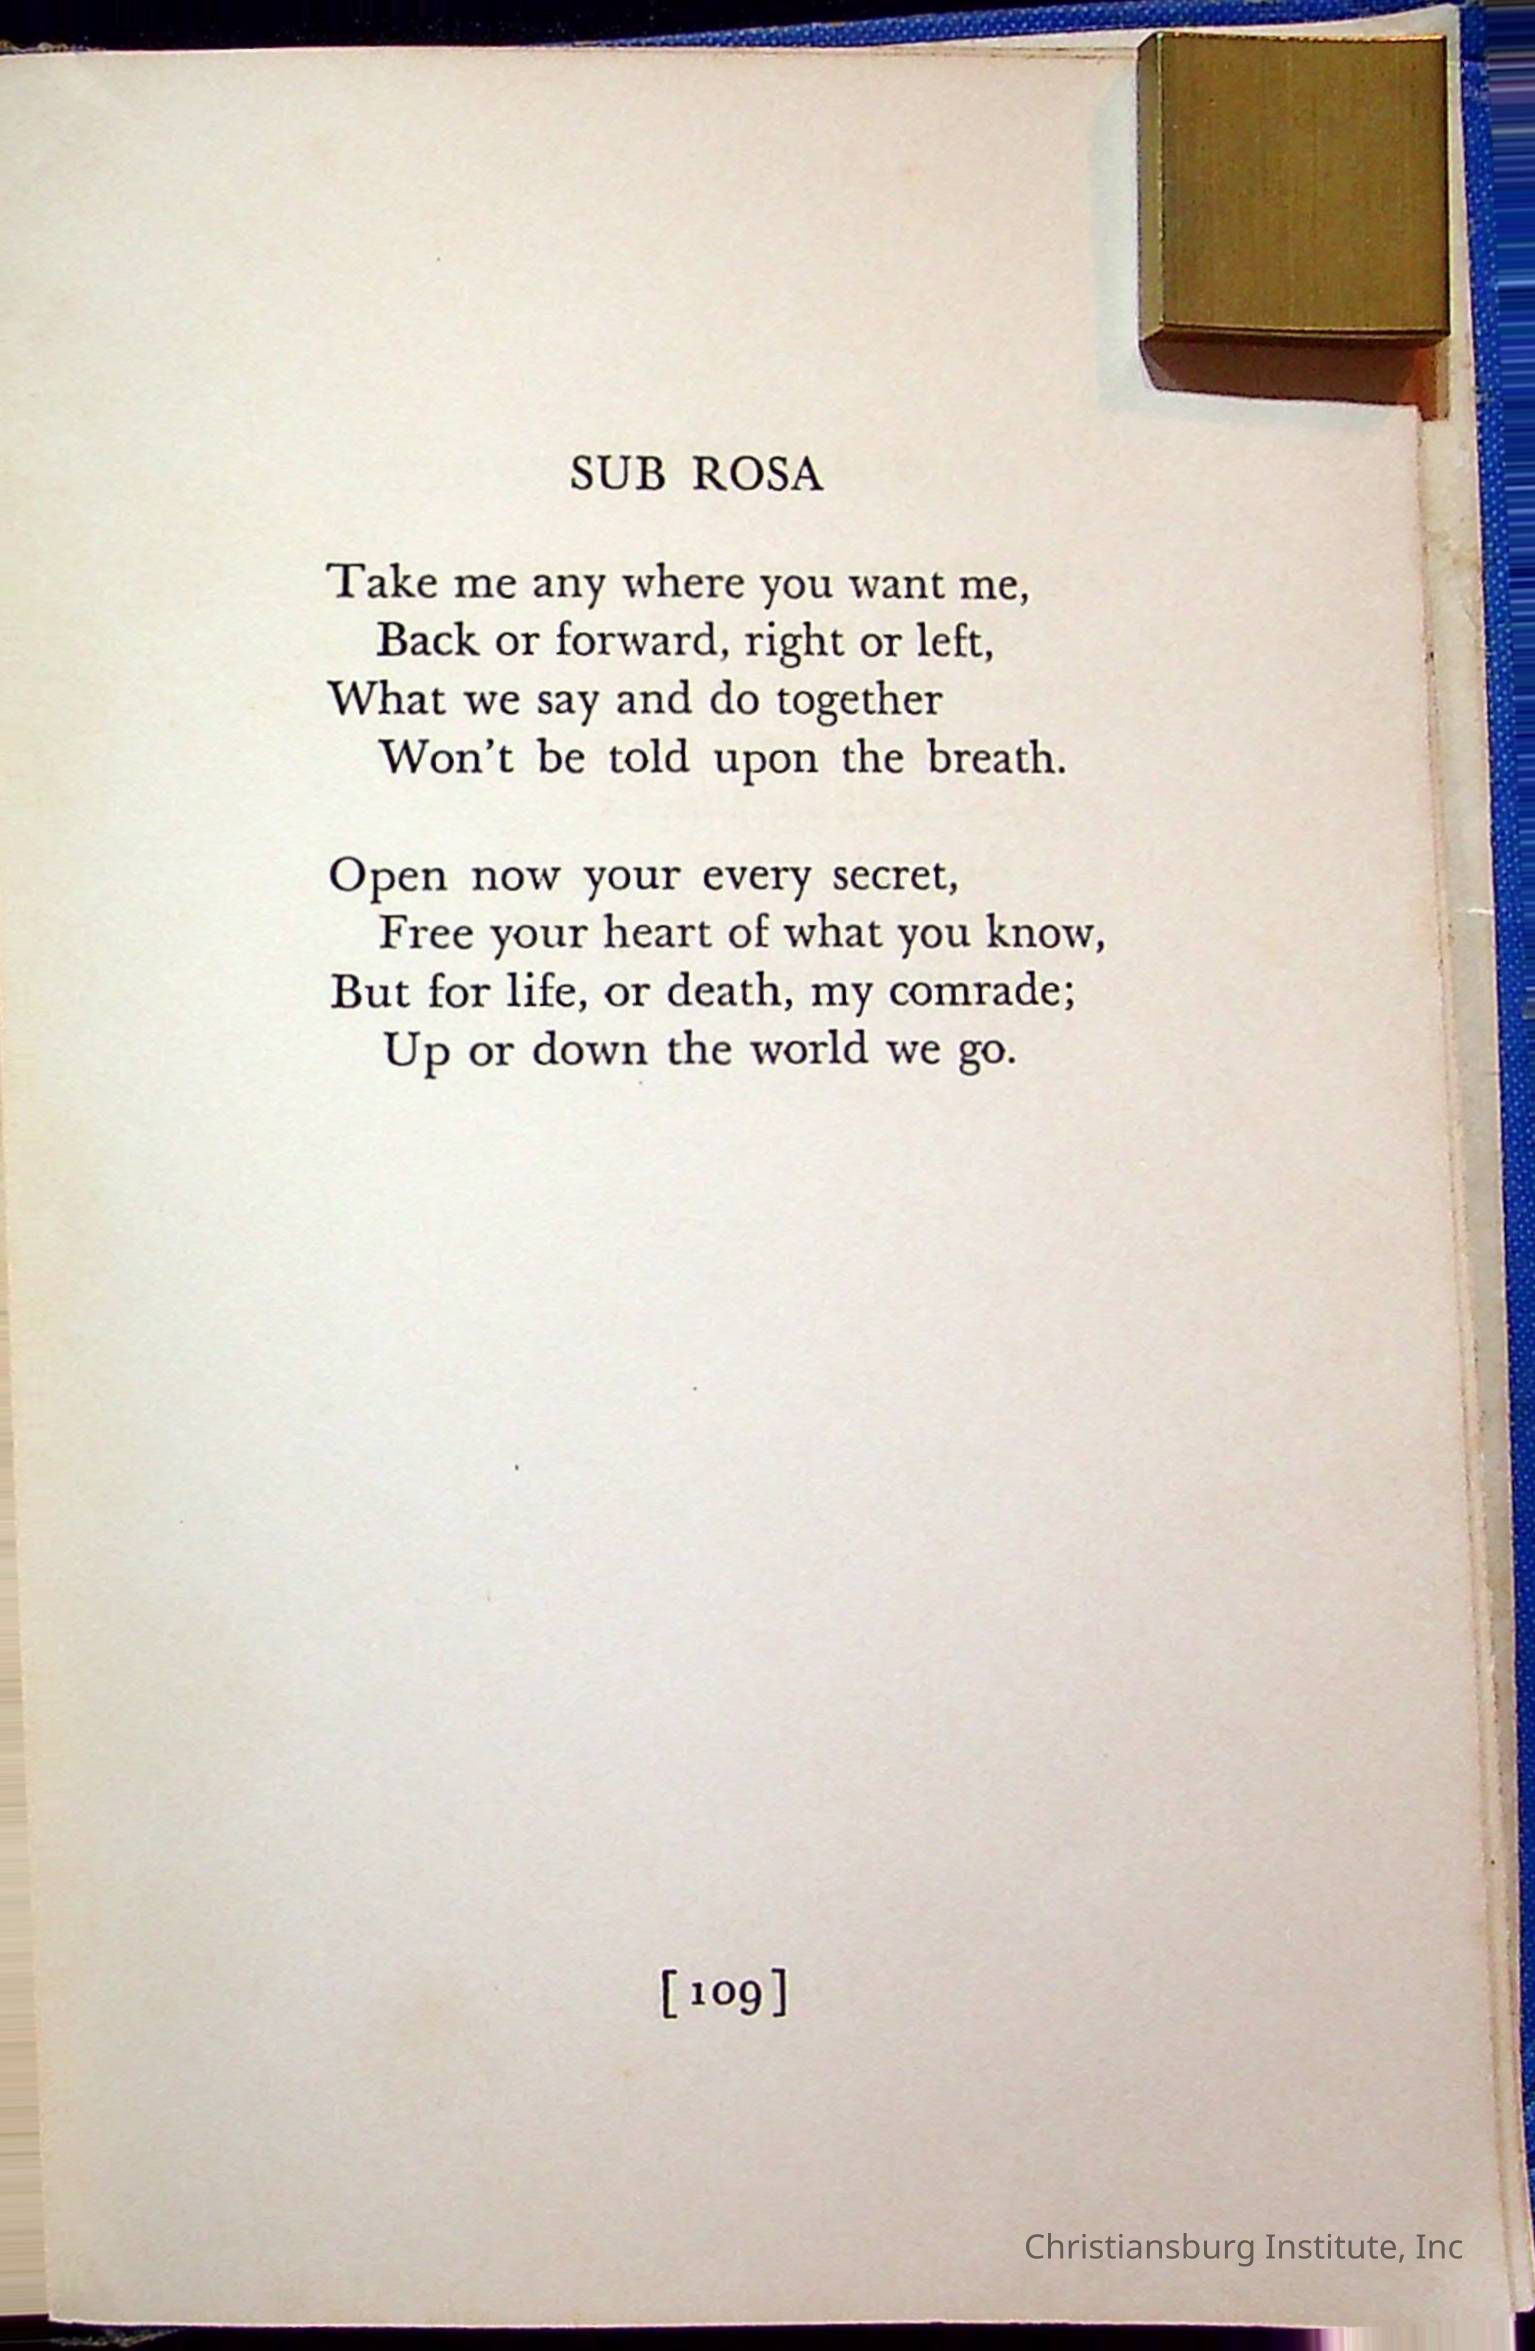 SUB ROSA
Take me any where you want me,
Back or forward, right or left,
What we say and do together
Won't be told upon the breath.
Open now your every secret,
Free your heart of what you know,
But for life, or death, my comrade;
Up or down the world we go.
[109]
Christiansburg Institute, Inc